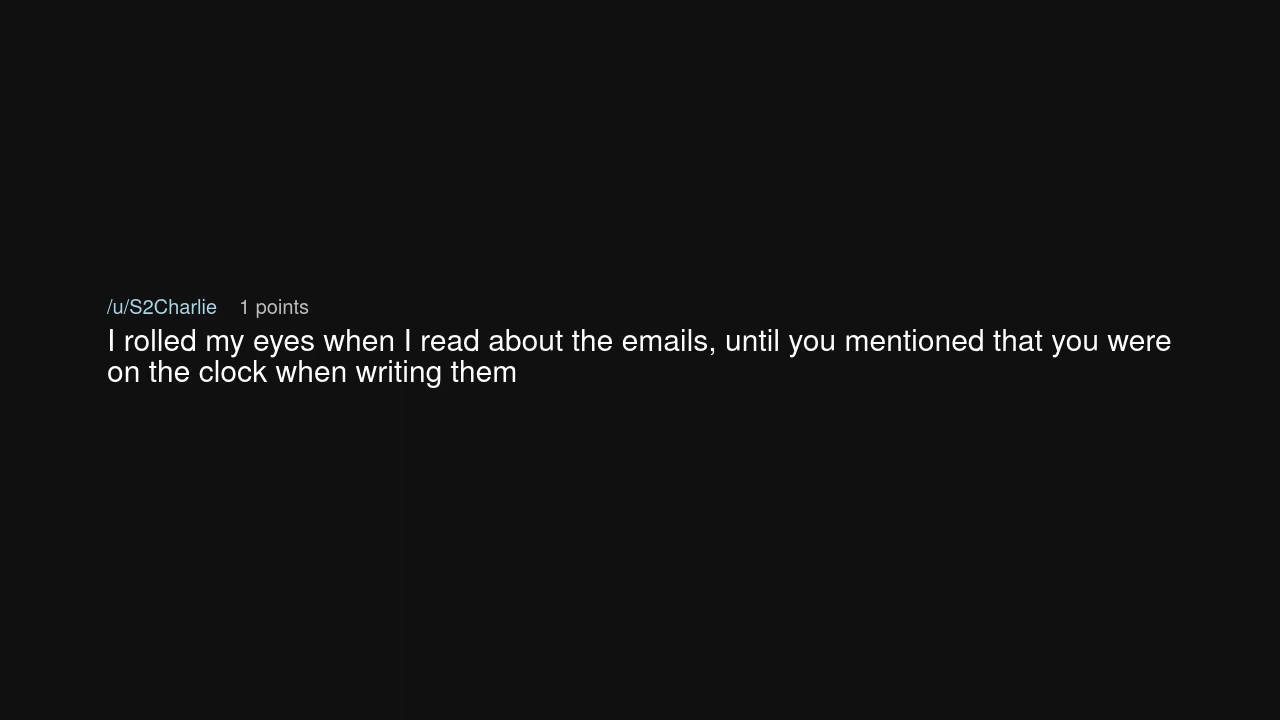 /u/S2Charlie 1 points
I rolled my eyes when I read about the emails, until you mentioned that you were
on the clock when writing them